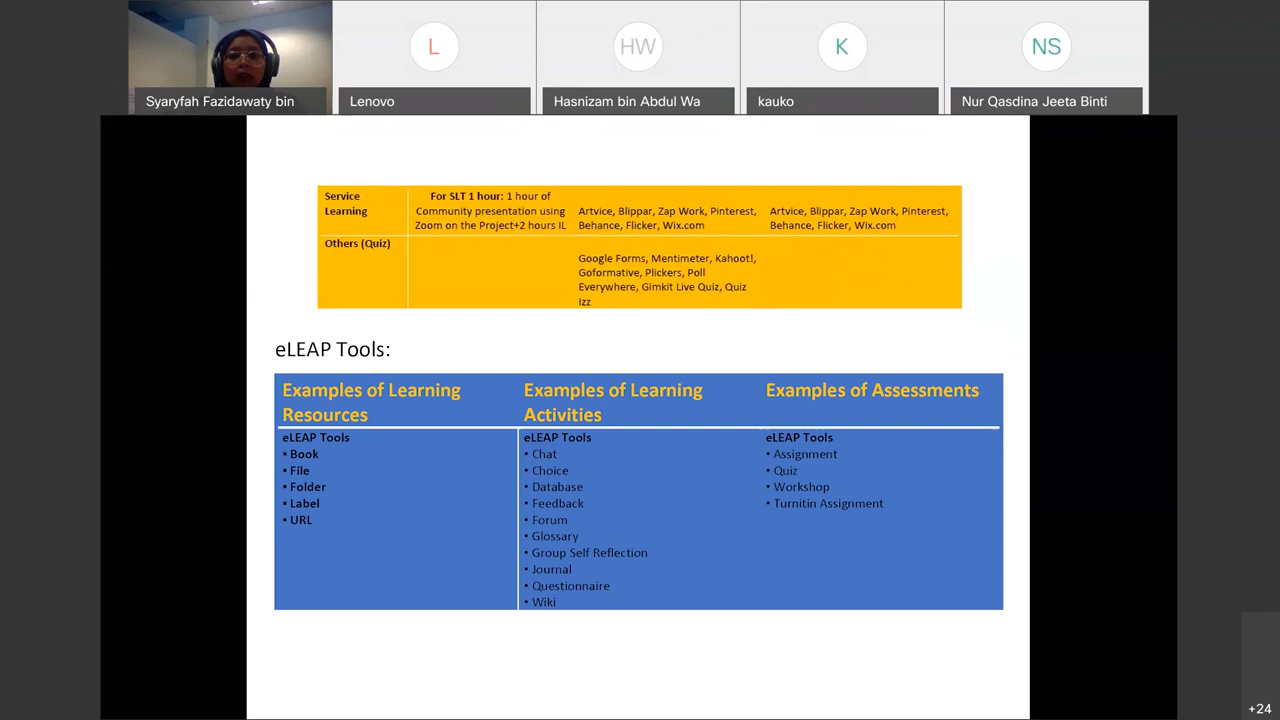 L
HW
K
NS
Syaryfah Fazidawaty bin
Lenovo
Hasnizam bin Abdul Wa
kauko
Nur Qasdina Jeeta Binti
Service
Learning
For SLT 1 hour: 1 hour of
Community presentation using
Zoom on the Project+2 hours IL
Artvice, Blippar, Zap Work, Pinterest,
Behance, Flicker, Wix.com
Artvice, Blippar, Zap Work, Pinterest,
Behance, Flicker, Wix.com
Others (Quiz)
Google Forms, Mentimeter, Kahoot!,
Goformative, Plickers, Poll
Everywhere, Gimkit Live Quiz, Quiz
Izz
eLEAP Tools:
Examples of Learning
Resources
eLEAP Tools
▪ Book
▪ File
▪ Folder
▪ Label
▪ URL
Examples of Learning
Activities
eLEAP Tools
• Chat
• Choice
• Database
• Feedback
• Forum
• Glossary
• Group Self Reflection
• Journal
• Questionnaire
• Wiki
Examples of Assessments
eLEAP Tools
• Assignment
• Quiz
• Workshop
• Turnitin Assignment
+24